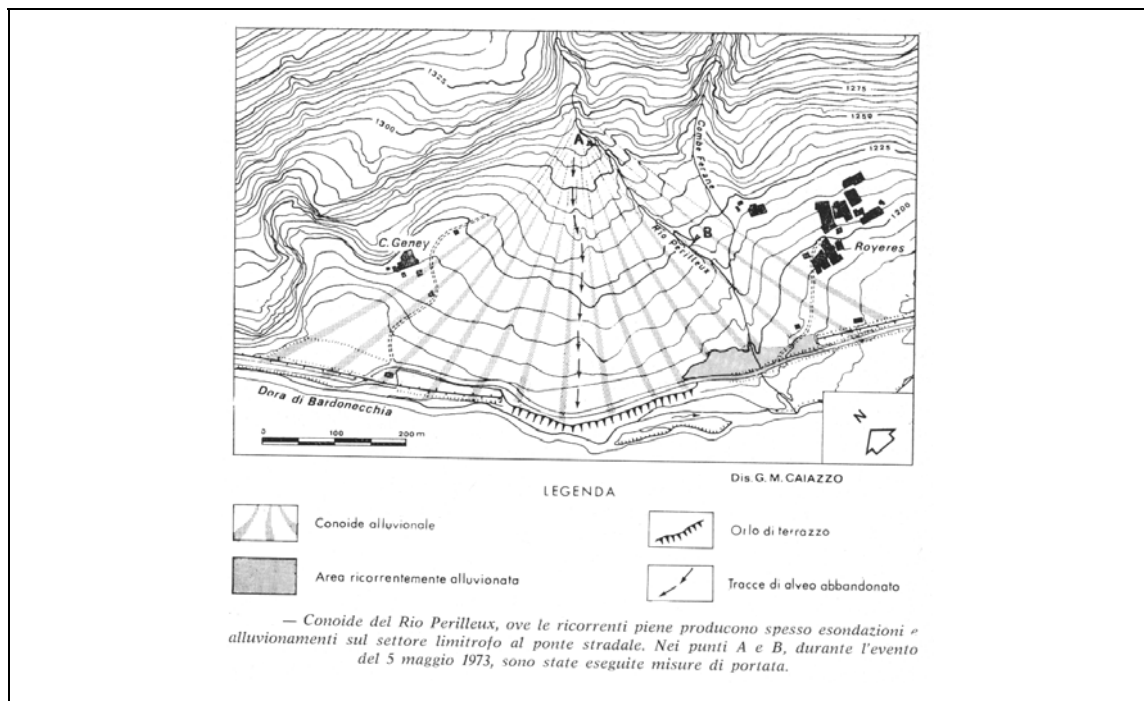 1325
1300
1275
1250
1225
1200
A
B
Combe Ferane
Rio Perilleux
C. Geney
Royeres
Dora di Bardonecchia
0 100 200 m
N
Dis. G. M. CAIAZZO
LEGENDA
Conoide alluvionale
Orlo di terrazzo
Area ricorrentemente alluvionata
Tracce di alveo abbandonato
— Conoide del Rio Perilleux, ove le ricorrenti piene producono spesso esondazioni e
alluvionamenti sul settore limitrofo al ponte stradale. Nei punti A e B, durante l'evento
del 5 maggio 1973, sono state eseguite misure di portata.